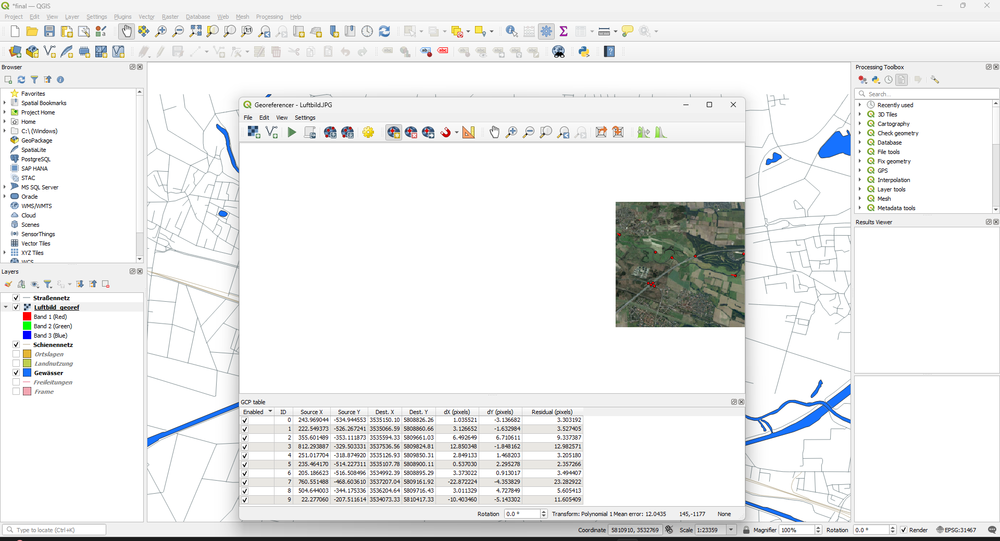 *final — QGIS
Project Edit View Layer Settings Plugins Vector Raster Database Web Mesh Processing Help
Browser
Favorites
Spatial Bookmarks
Project Home
Home
C:\ (Windows)
GeoPackage
SpatiaLite
PostgreSQL
SAP HANA
STAC
MS SQL Server
Oracle
WMS/WMTS
Cloud
Scenes
SensorThings
Vector Tiles
XYZ Tiles
WCS
Layers
Straßennetz
Luftbild_georef
Band 1 (Red)
Band 2 (Green)
Band 3 (Blue)
Schienennetz
Ortslagen
Landnutzung
Gewässer
Freileitungen
Frame
Georeferencer - Luftbild.JPG
File Edit View Settings
GCP table
Enabled ID Source X Source Y Dest. X Dest. Y dX (pixels) dY (pixels) Residual (pixels)
0 243.969044 -534.944553 3535150.10 5808826.26 1.035521 -3.136682 3.303192
1 222.549373 -526.267241 3535066.59 5808860.66 3.126652 -1.632984 3.527405
2 355.601489 -353.111873 3535594.33 5809661.03 6.492649 6.710611 9.337387
3 812.293887 -329.503331 3537536.56 5809824.81 12.850348 -1.848162 12.982571
4 251.017704 -318.874920 3535126.93 5809850.31 2.849133 1.468203 3.205180
5 235.464170 -514.227311 3535107.78 5808900.11 0.537030 2.295278 2.357266
6 205.186623 -516.508496 3534992.39 5808895.29 3.373022 0.913017 3.494407
7 760.551488 -468.603610 3537207.04 5809161.92 -22.872224 -4.353829 23.282922
8 504.644003 -344.175336 3536204.64 5809716.43 3.011329 4.727849 5.605413
9 22.277060 -207.511614 3534073.33 5810417.33 -10.403460 -5.143302 11.605409
Rotation 0.0 ° Transform: Polynomial 1 Mean error: 12.0435 145,-1177 None
Processing Toolbox
Search...
Recently used
3D Tiles
Cartography
Check geometry
Database
File tools
Fix geometry
GPS
Interpolation
Layer tools
Mesh
Metadata tools
Results Viewer
Type to locate (Ctrl+K)
Coordinate 5810910, 3532769 Scale 1:23359 Magnifier 100% Rotation 0.0 ° Render EPSG:31467